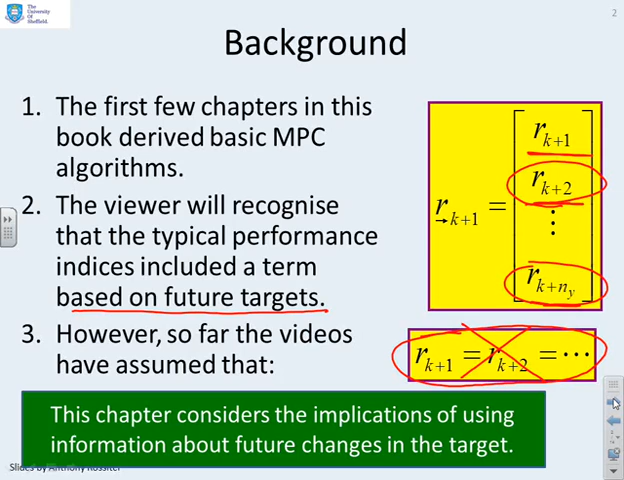 The
University
Of
Sheffield.
2
Background
1. The first few chapters in this
book derived basic MPC
algorithms.
2. The viewer will recognise
that the typical performance
indices included a term
based on future targets.
3. However, so far the videos
have assumed that:
r→k+1 = [ rk+1
rk+2
⋮
rk+ny ]
rk+1 = rk+2 = ⋯
This chapter considers the implications of using
information about future changes in the target.
Slides by Anthony Rossiter